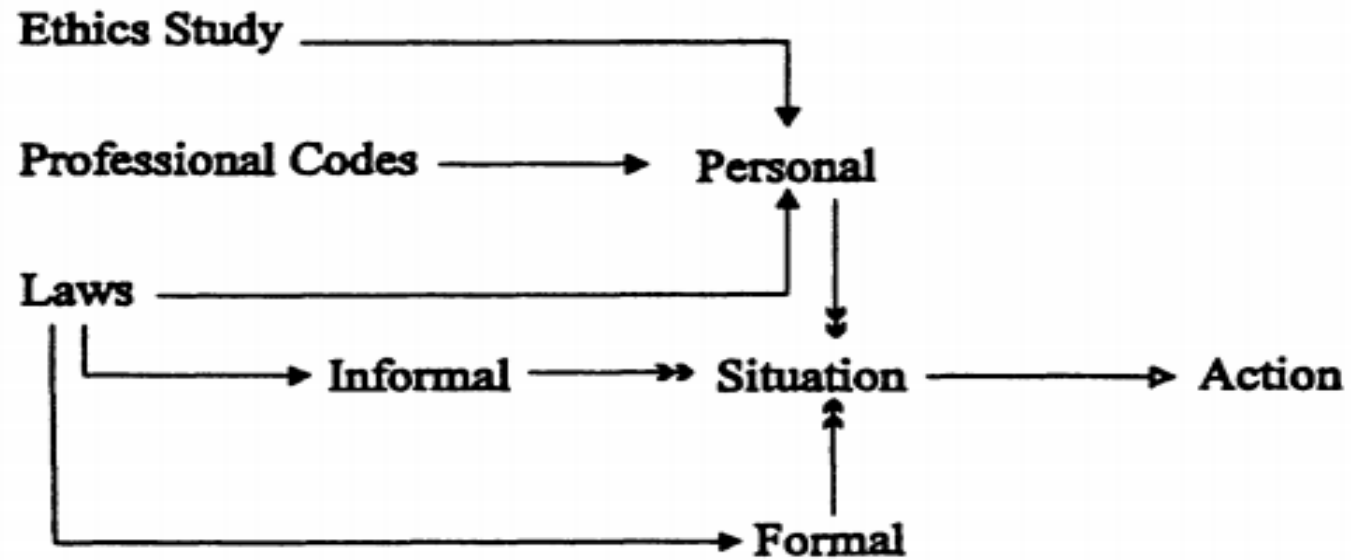 Ethics Study
Professional Codes
Personal
Laws
Informal
Situation
Action
Formal